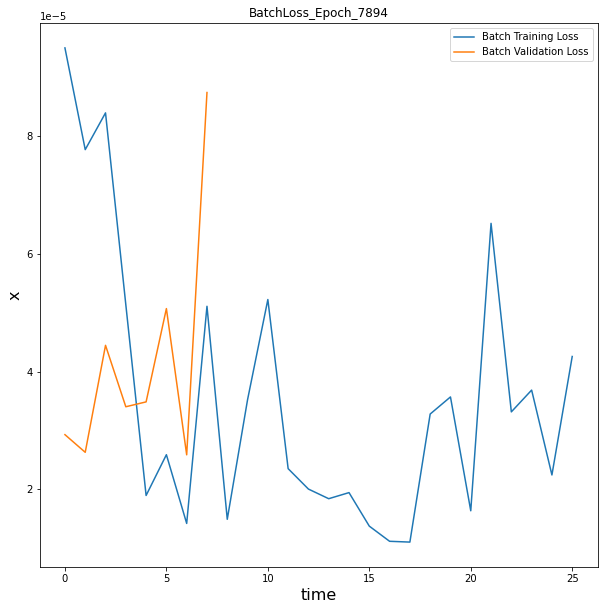 BatchLoss_Epoch_7894
1e−5
Batch Training Loss
Batch Validation Loss
8
6
4
2
x
0 5 10 15 20 25
time